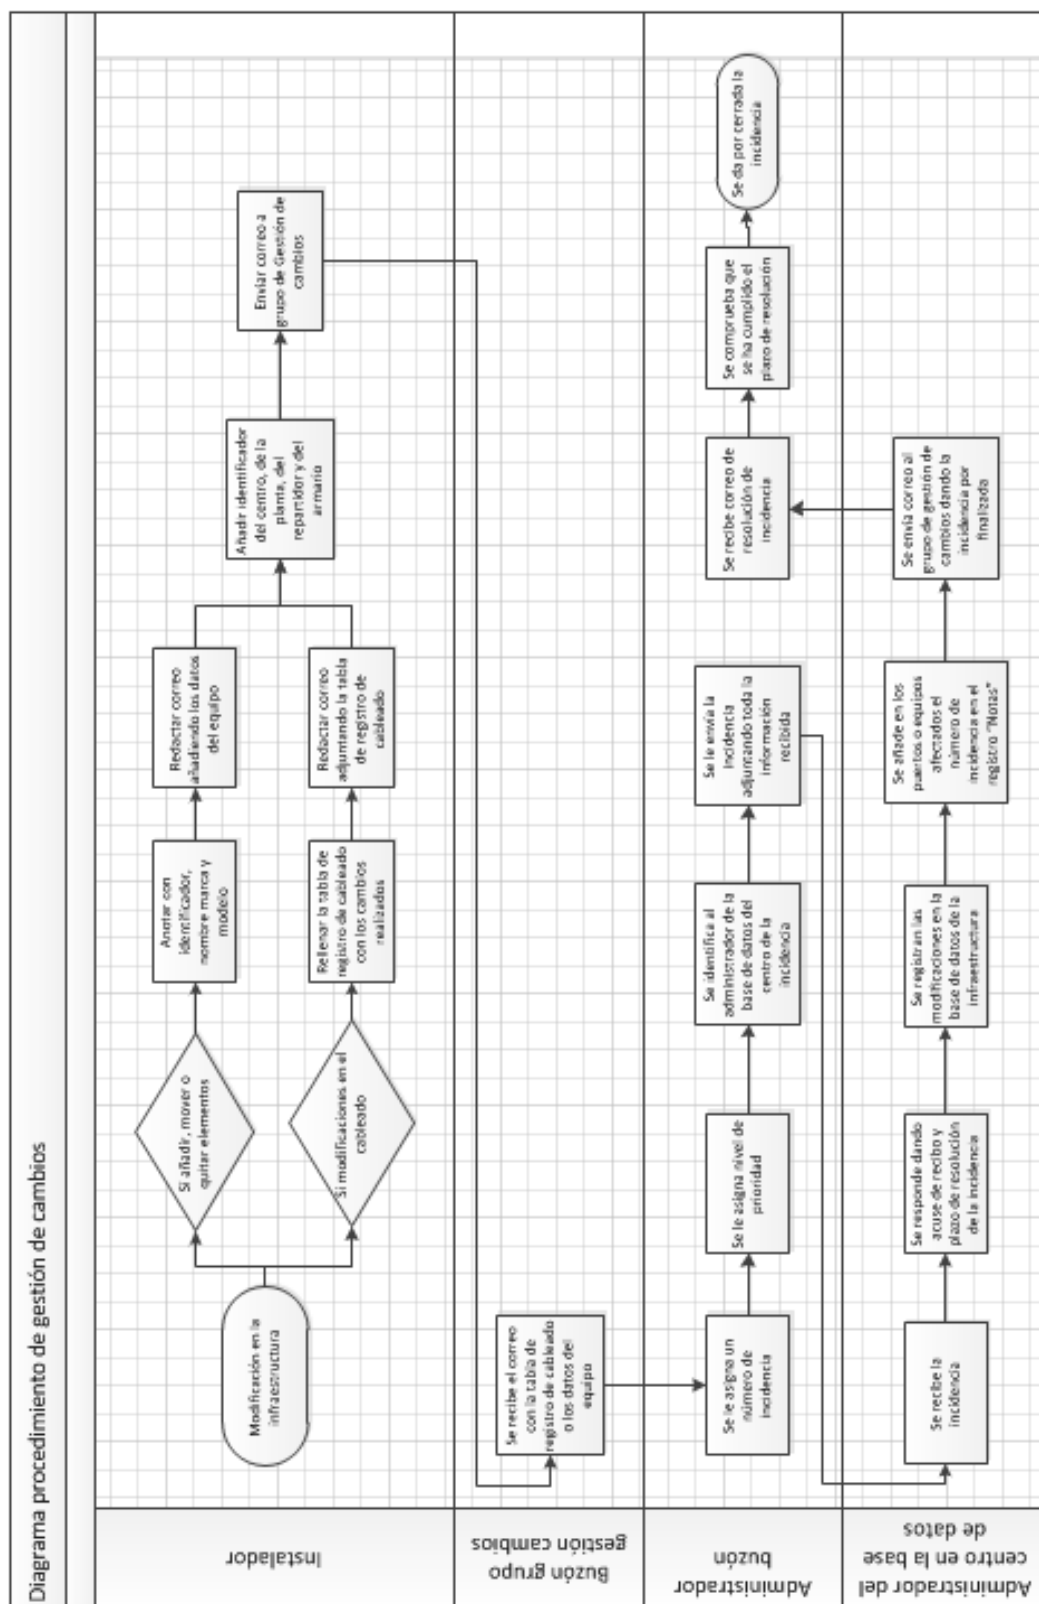 Diagrama procedimiento de gestión de cambios
Instalador
Modificación en la
infraestructura
Si añadir, mover o
quitar elementos
Anotar con
identificador,
nombre marca y
modelo
Redactar correo
añadiendo los datos
del equipo
Si modificaciones en el
cableado
Rellenar la tabla de
registro de cableado
con los cambios
realizados
Redactar correo
adjuntando la tabla
de registro de
cableado
Añadir identificador
del centro, de la
planta, del
repartidor y del
armario
Enviar correo a
grupo de Gestión de
cambios
Buzón grupo
gestión cambios
Se recibe el correo
con la tabla de
registro de cableado
o los datos del
equipo
Administrador
buzón
Se le asigna un
número de
incidencia
Se le asigna nivel de
prioridad
Se identifica al
administrador de la
base de datos del
centro de la
incidencia
Se le envía la
incidencia
adjuntando toda la
información
recibida
Se recibe correo de
resolución de
incidencia
Se comprueba que
se ha cumplido el
plazo de resolución
Se da por cerrada la
incidencia
Administrador del
centro en la base
de datos
Se recibe la
incidencia
Se responde dando
acuse de recibo y
plazo de resolución
de la incidencia
Se registran las
modificaciones en la
base de datos de la
infraestructura
Se añade en los
puertos o equipos
afectados el
número de
incidencia en el
registro "Notas"
Se envía correo al
grupo de gestión de
cambios dando la
incidencia por
finalizada